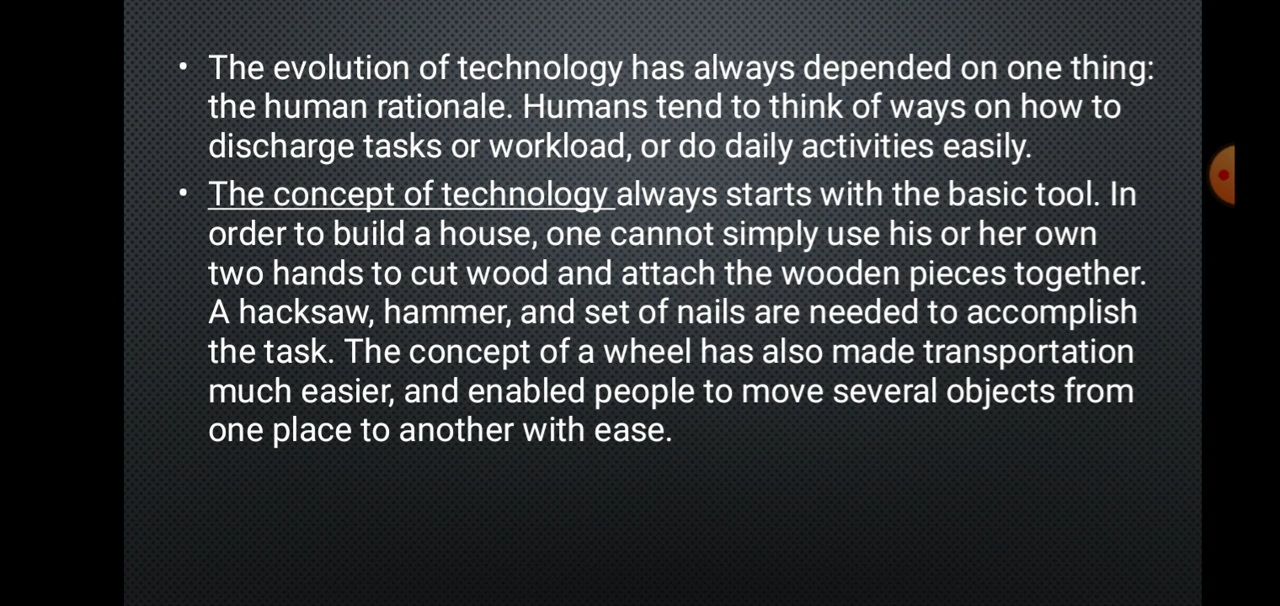 • The evolution of technology has always depended on one thing:
the human rationale. Humans tend to think of ways on how to
discharge tasks or workload, or do daily activities easily.
• The concept of technology always starts with the basic tool. In
order to build a house, one cannot simply use his or her own
two hands to cut wood and attach the wooden pieces together.
A hacksaw, hammer, and set of nails are needed to accomplish
the task. The concept of a wheel has also made transportation
much easier, and enabled people to move several objects from
one place to another with ease.